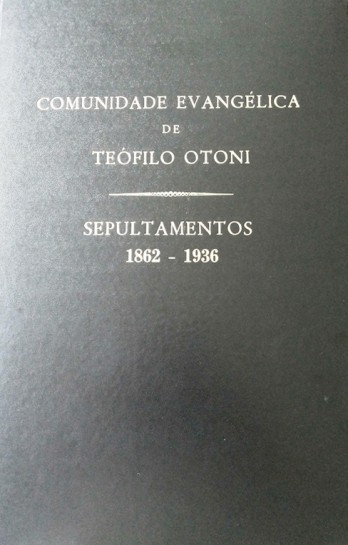 COMUNIDADE EVANGÉLICA
DE
TEÓFILO OTONI
SEPULTAMENTOS
1862 - 1936